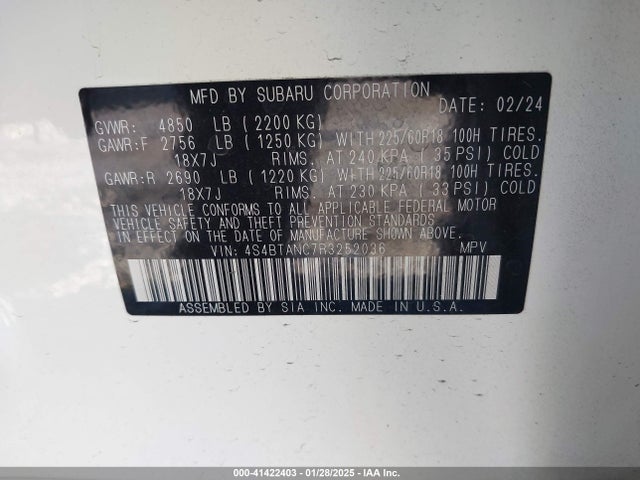 MFD BY SUBARU CORPORATION
DATE: 02/24
GVWR: 4850 LB (2200 KG)
GAWR:F 2756 LB (1250 KG) WITH 225/60R18 100H TIRES.
18X7J RIMS. AT 240 KPA (35 PSI) COLD
GAWR:R 2690 LB (1220 KG) WITH 225/60R18 100H TIRES.
18X7J RIMS. AT 230 KPA (33 PSI) COLD
THIS VEHICLE CONFORMS TO ALL APPLICABLE FEDERAL MOTOR
VEHICLE SAFETY AND THEFT PREVENTION STANDARDS
IN EFFECT ON THE DATE OF MANUFACTURE SHOWN ABOVE.
VIN: 4S4BTANC7R3252036 MPV
ASSEMBLED BY SIA INC. MADE IN U.S.A.
000-41422403 - 01/28/2025 - IAA Inc.